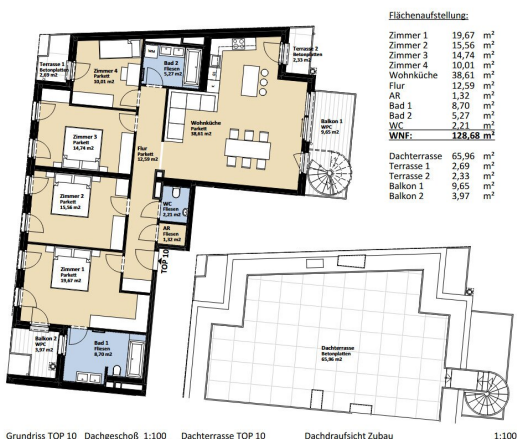 Flächenaufstellung:
Zimmer 1 19,67 m²
Zimmer 2 15,56 m²
Zimmer 3 14,74 m²
Zimmer 4 10,01 m²
Wohnküche 38,61 m²
Flur 12,59 m²
AR 1,32 m²
Bad 1 8,70 m²
Bad 2 5,27 m²
WC 2,21 m²
WNF: 128,68 m²
Dachterrasse 65,96 m²
Terrasse 1 2,69 m²
Terrasse 2 2,33 m²
Balkon 1 9,65 m²
Balkon 2 3,97 m²
Terrasse 1
Betonplatten
2,69 m2
Zimmer 4
Parkett
10,01 m2
WM
Bad 2
Fliesen
5,27 m2
Terrasse 2
Betonplatten
2,33 m2
Wohnküche
Parkett
38,61 m2
Balkon 1
WPC
9,65 m2
Zimmer 3
Parkett
14,74 m2
Flur
Parkett
12,59 m2
Zimmer 2
Parkett
15,56 m2
WC
Fliesen
2,21 m2
AR
Fliesen
1,32 m2
TOP 10
Zimmer 1
Parkett
19,67 m2
Balkon 2
WPC
3,97 m2
Bad 1
Fliesen
8,70 m2
Dachterrasse
Betonplatten
65,96 m2
Grundriss TOP 10 Dachgeschoß 1:100 Dachterrasse TOP 10 Dachdraufsicht Zubau 1:100